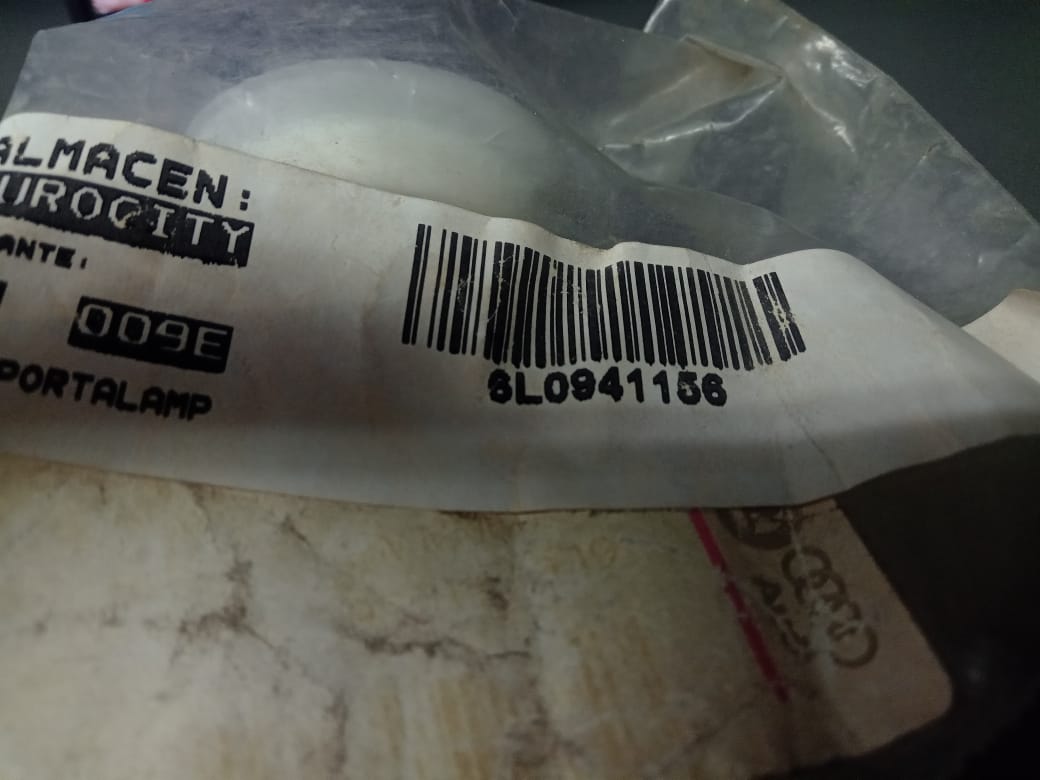 ALMACEN:
UROCITY
ANTE:
009E
PORTALAMP
6L0941156